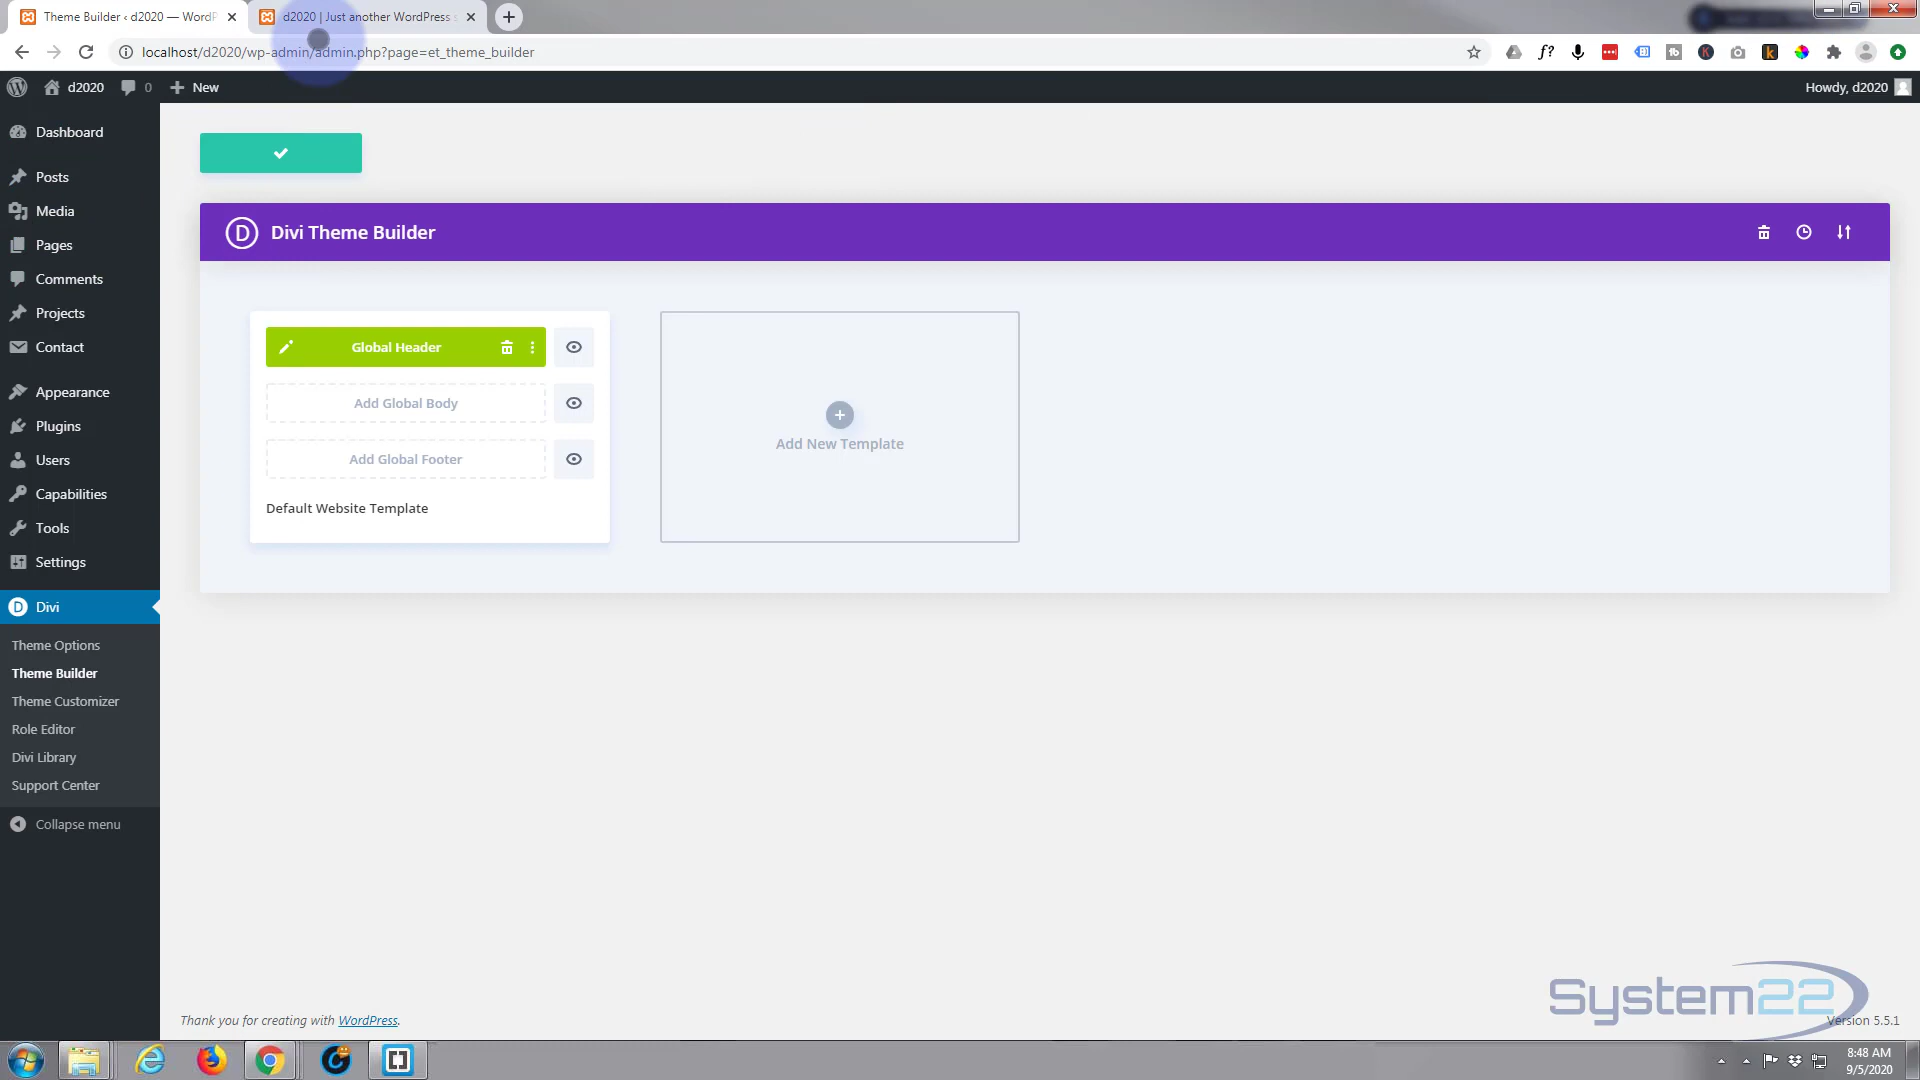 Theme Builder ‹ d2020 — WordP
d2020 | Just another WordPress s
localhost/d2020/wp-admin/admin.php?page=et_theme_builder
d2020
0
New
Howdy, d2020
Dashboard
Posts
Media
Pages
Comments
Projects
Contact
Appearance
Plugins
Users
Capabilities
Tools
Settings
Divi
Theme Options
Theme Builder
Theme Customizer
Role Editor
Divi Library
Support Center
Collapse menu
D Divi Theme Builder
Global Header
Add Global Body
Add Global Footer
Default Website Template
Add New Template
Thank you for creating with WordPress.
System22
Version 5.5.1
8:48 AM
9/5/2020